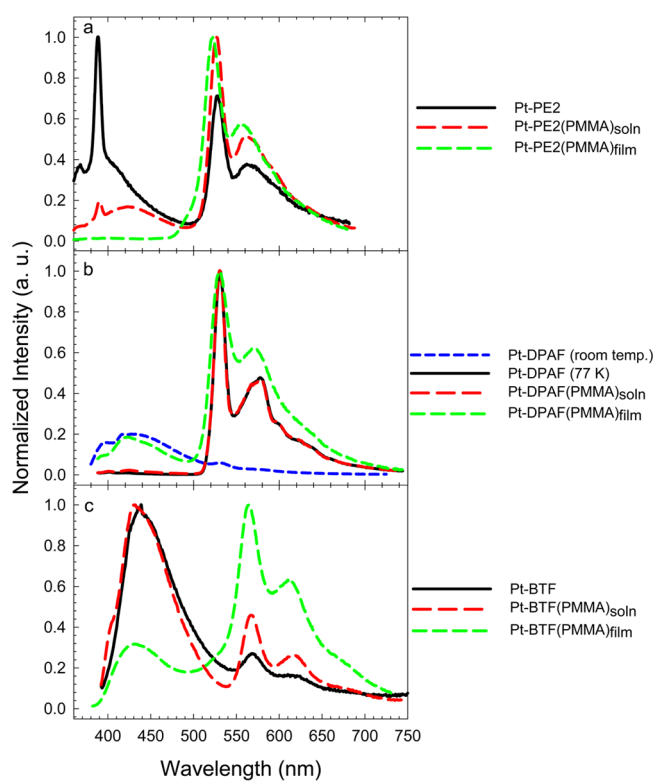 a
1.0
0.8
0.6
0.4
0.2
0.0
Pt-PE2
Pt-PE2(PMMA)soln
Pt-PE2(PMMA)film
b
1.0
0.8
0.6
0.4
0.2
0.0
Pt-DPAF (room temp.)
Pt-DPAF (77 K)
Pt-DPAF(PMMA)soln
Pt-DPAF(PMMA)film
c
1.0
0.8
0.6
0.4
0.2
0.0
Pt-BTF
Pt-BTF(PMMA)soln
Pt-BTF(PMMA)film
400 450 500 550 600 650 700 750
Wavelength (nm)
Normalized Intensity (a. u.)